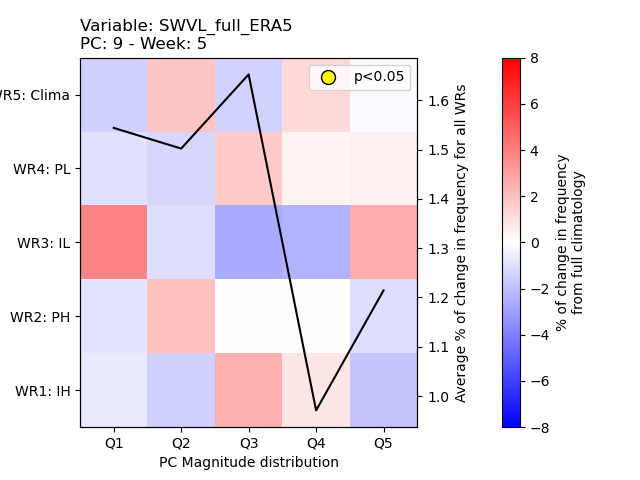 Variable: SWVL_full_ERA5
PC: 9 - Week: 5
p<0.05
WR5: Clima
WR4: PL
WR3: IL
WR2: PH
WR1: IH
Q1 Q2 Q3 Q4 Q5
PC Magnitude distribution
1.6
1.5
1.4
1.3
1.2
1.1
1.0
Average % of change in frequency for all WRs
8
6
4
2
0
−2
−4
−6
−8
% of change in frequency
from full climatology